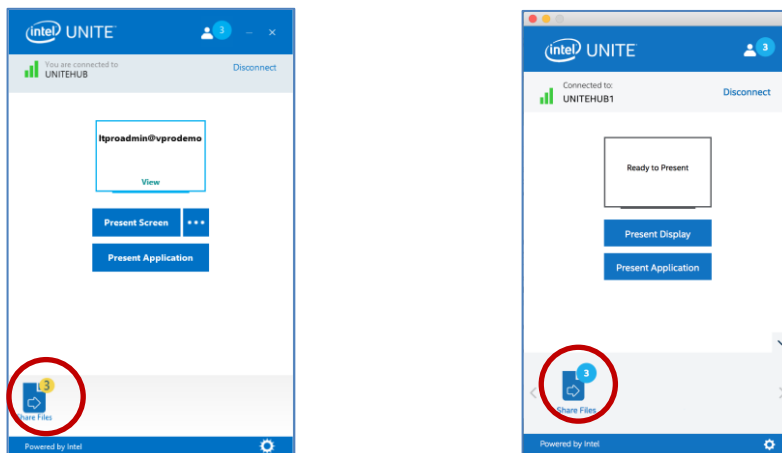 intel UNITE 3
You are connected to
UNITEHUB
Disconnect
ltproadmin@vprodemo
View
Present Screen
Present Application
3
Share Files
Powered by Intel
intel UNITE 3
Connected to:
UNITEHUB1
Disconnect
Ready to Present
Present Display
Present Application
3
Share Files
Powered by Intel